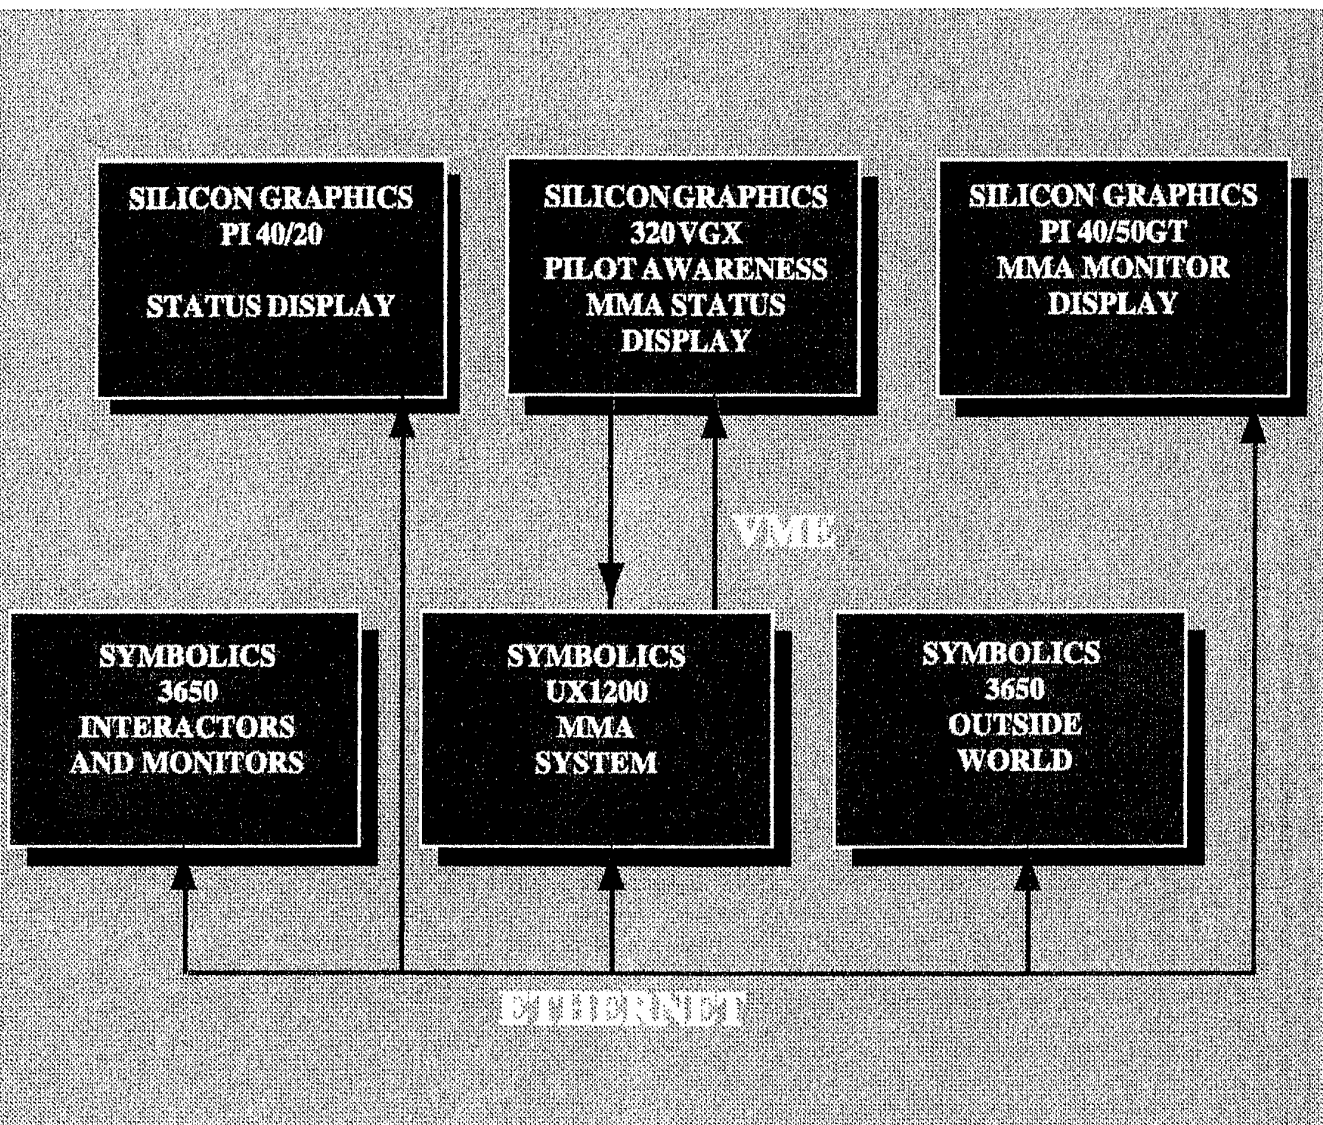 SILICON GRAPHICS
PI 40/20
STATUS DISPLAY
SILICON GRAPHICS
320 VGX
PILOT AWARENESS
MMA STATUS
DISPLAY
SILICON GRAPHICS
PI 40/50GT
MMA MONITOR
DISPLAY
VME
SYMBOLICS
3650
INTERACTORS
AND MONITORS
SYMBOLICS
UX1200
MMA
SYSTEM
SYMBOLICS
3650
OUTSIDE
WORLD
ETHERNET